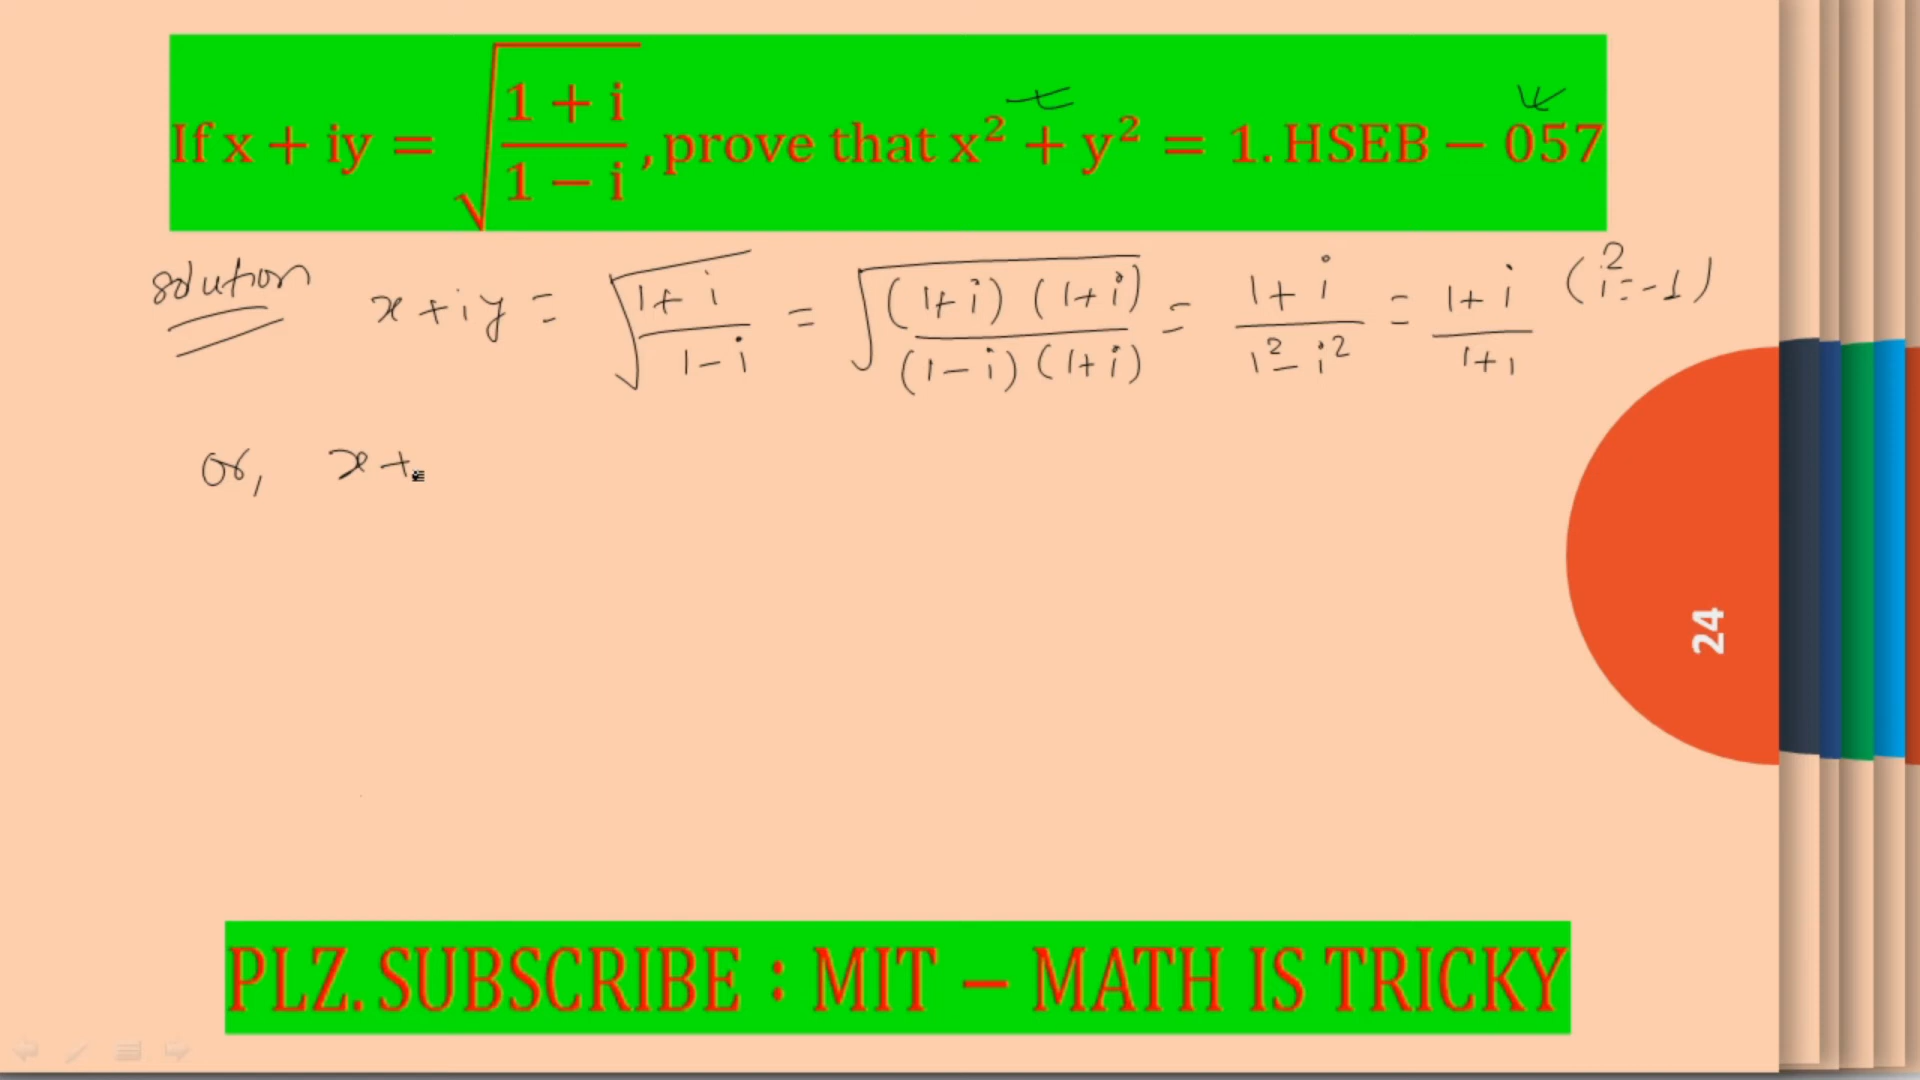 If x + iy = √((1 + i)/(1 − i)), prove that x² + y² = 1. HSEB − 057
solution x + iy = √((1 + i)/(1 − i)) = √((1 + i) (1 + i)/(1 − i) (1 + i)) = (1 + i)/(1² − i²) = (1 + i)/(1 + 1) (i² = -1)
or, x +
24
PLZ. SUBSCRIBE : MIT − MATH IS TRICKY